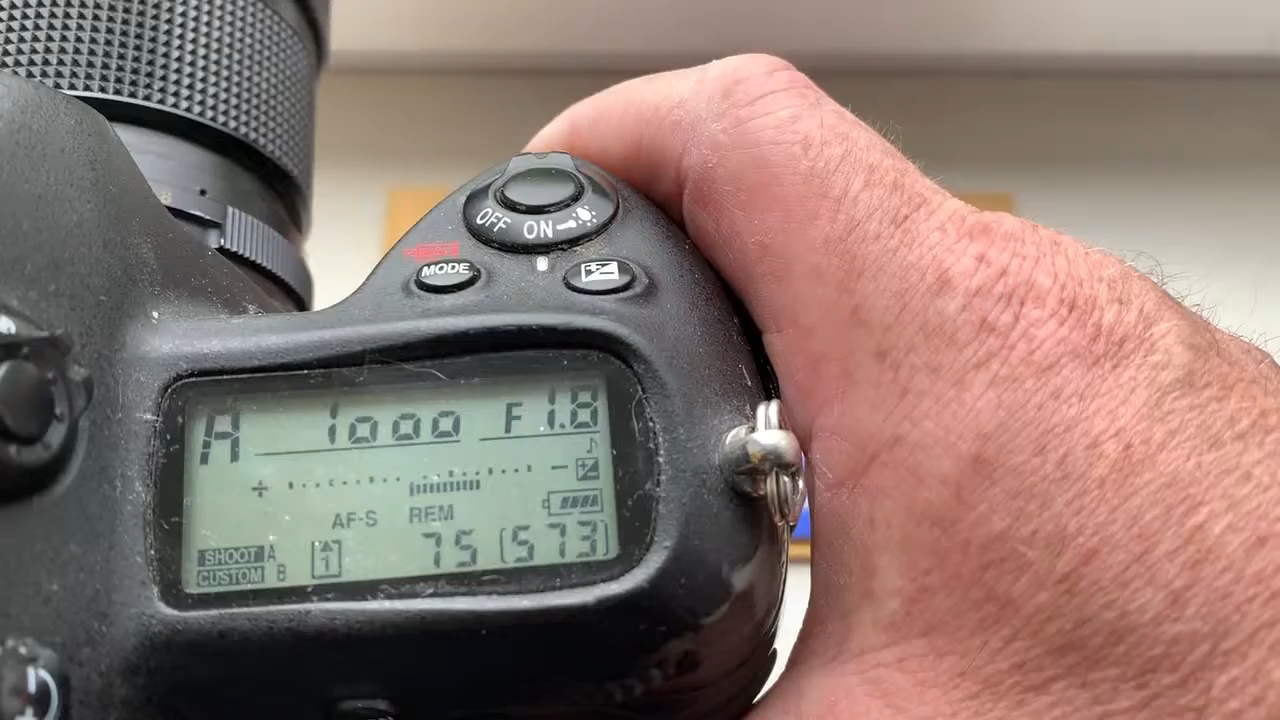 OFF ON
MODE
A 1000 F1.8
AF-S REM
SHOOT A
CUSTOM B
1
75 (573)